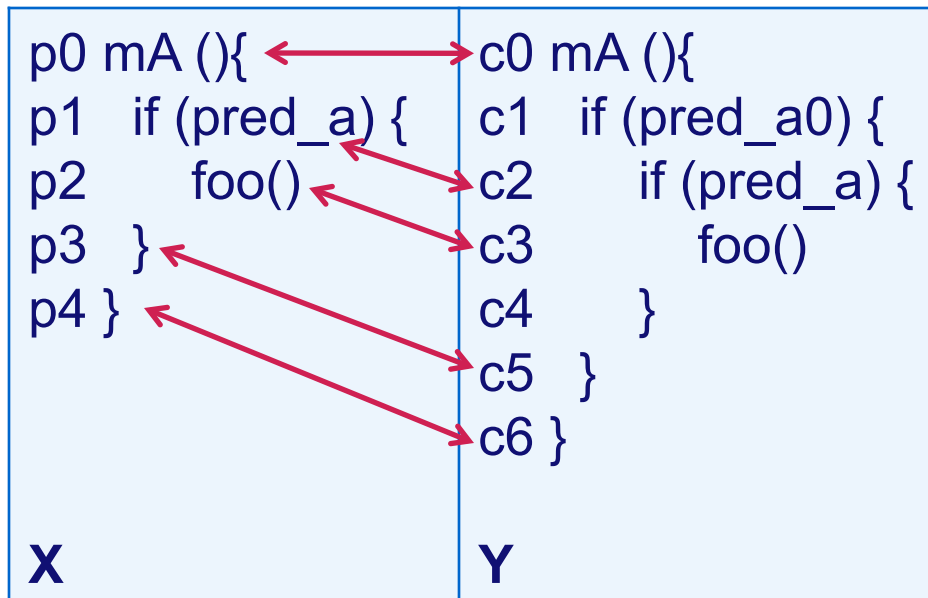 p0 mA (){
p1 if (pred_a) {
p2 foo()
p3 }
p4 }
X
c0 mA (){
c1 if (pred_a0) {
c2 if (pred_a) {
c3 foo()
c4 }
c5 }
c6 }
Y